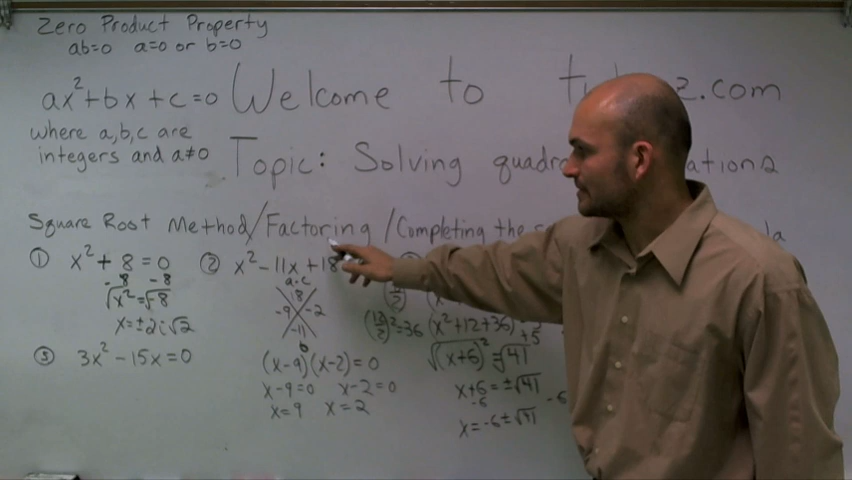 Zero Product Property
ab=0 a=0 or b=0
ax²+bx+c=0
where a,b,c are
integers and a≠0
Welcome to
.com
Topic: Solving
Square Root Method/Factoring/Completing the
① x²+8=0
-8 -8
√x²=√-8
x=±2i√2
② x²-11x+18
a·c
18
-9 -2
-11
b
(x-9)(x-2)=0
x-9=0 x-2=0
x=9 x=2
(12/2)²=36 (x²+12+36)
+5
√(x+6)²=√41
x+6=±√41
-6 -6
x=-6±√41
⑤ 3x²-15x=0